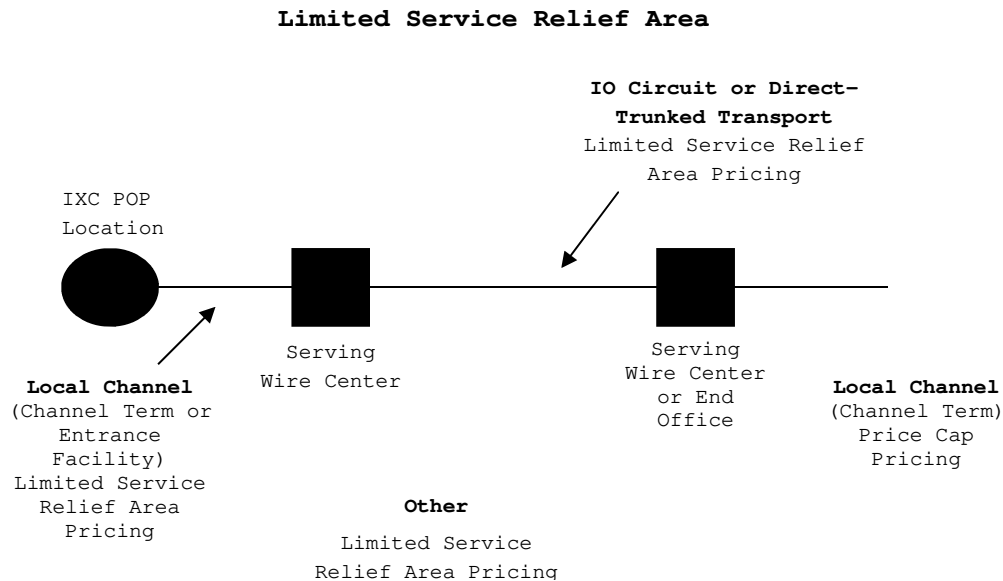 Limited Service Relief Area
IO Circuit or Direct-
Trunked Transport
Limited Service Relief
Area Pricing
IXC POP
Location
Serving
Wire Center
Serving
Wire Center
or End
Office
Local Channel
(Channel Term or
Entrance
Facility)
Limited Service
Relief Area
Pricing
Local Channel
(Channel Term)
Price Cap
Pricing
Other
Limited Service
Relief Area Pricing